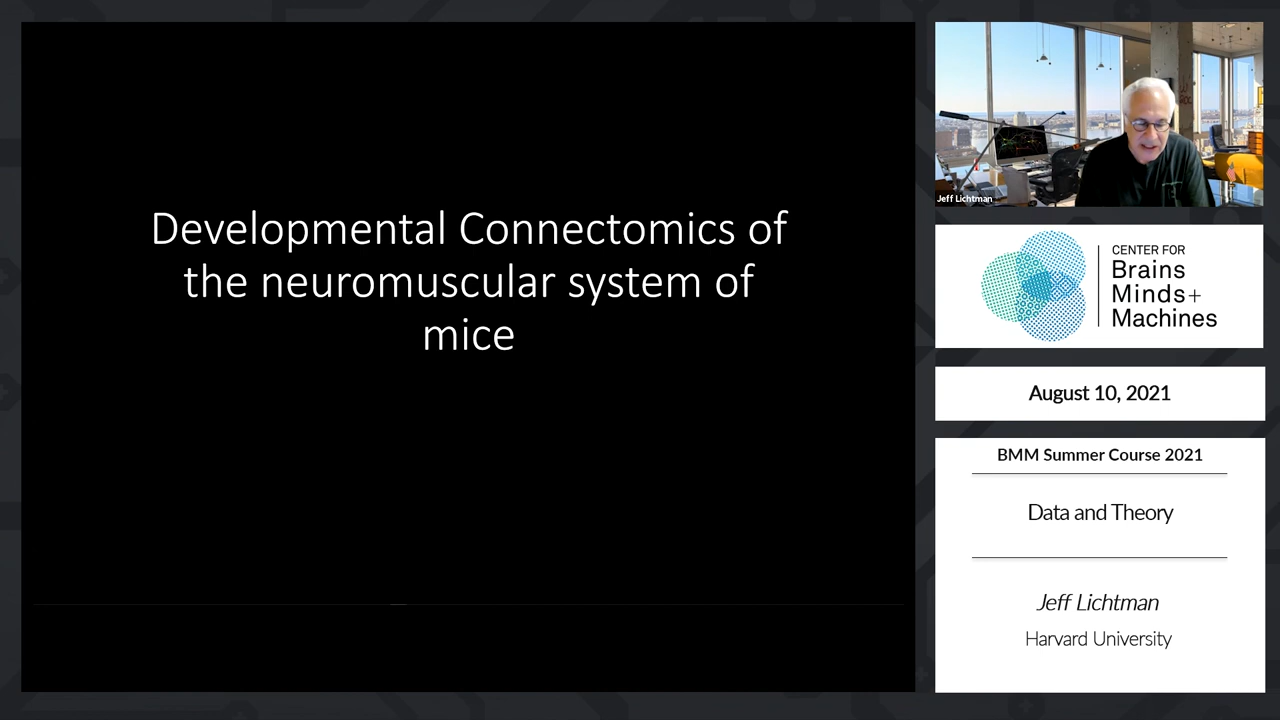 Developmental Connectomics of
the neuromuscular system of
mice
Jeff Lichtman
CENTER FOR
Brains
Minds+
Machines
August 10, 2021
BMM Summer Course 2021
Data and Theory
Jeff Lichtman
Harvard University